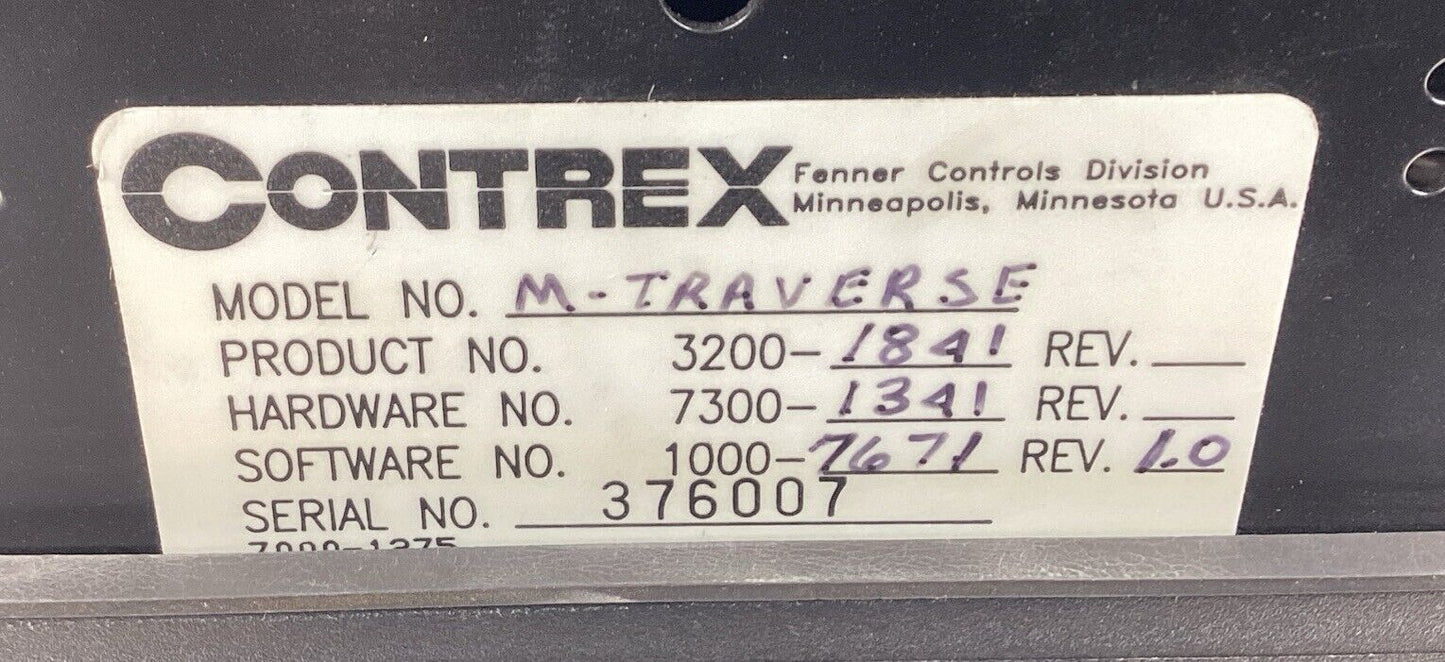 CONTREX Fenner Controls Division
Minneapolis, Minnesota U.S.A.
MODEL NO. M-TRAVERSE
PRODUCT NO. 3200-1841 REV.
HARDWARE NO. 7300-1341 REV.
SOFTWARE NO. 1000-7671 REV. 1.0
SERIAL NO. 376007